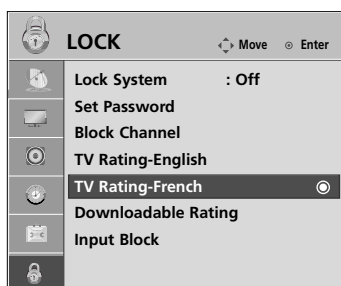 LOCK Move Enter
Lock System : Off
Set Password
Block Channel
TV Rating-English
TV Rating-French
Downloadable Rating
Input Block